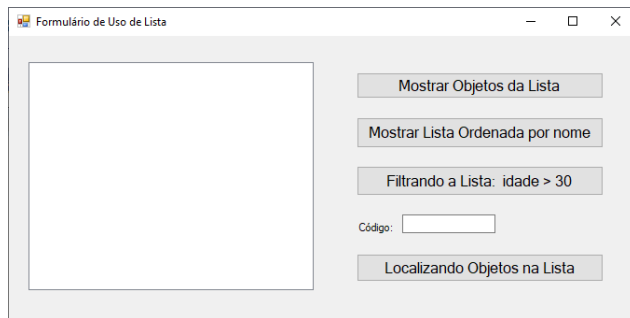 Formulário de Uso de Lista
Mostrar Objetos da Lista
Mostrar Lista Ordenada por nome
Filtrando a Lista: idade > 30
Código:
Localizando Objetos na Lista